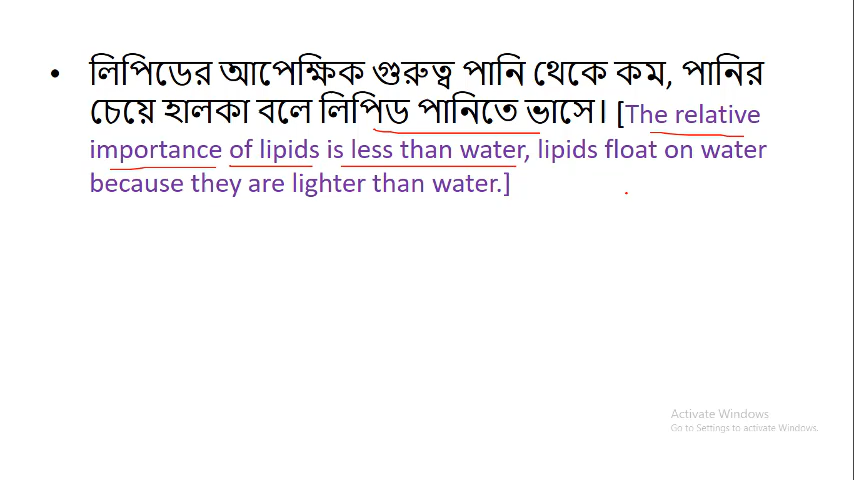 • লিপিডের আপেক্ষিক গুরুত্ব পানি থেকে কম, পানির
চেয়ে হালকা বলে লিপিড পানিতে ভাসে। [The relative
importance of lipids is less than water, lipids float on water
because they are lighter than water.]
Activate Windows
Go to Settings to activate Windows.